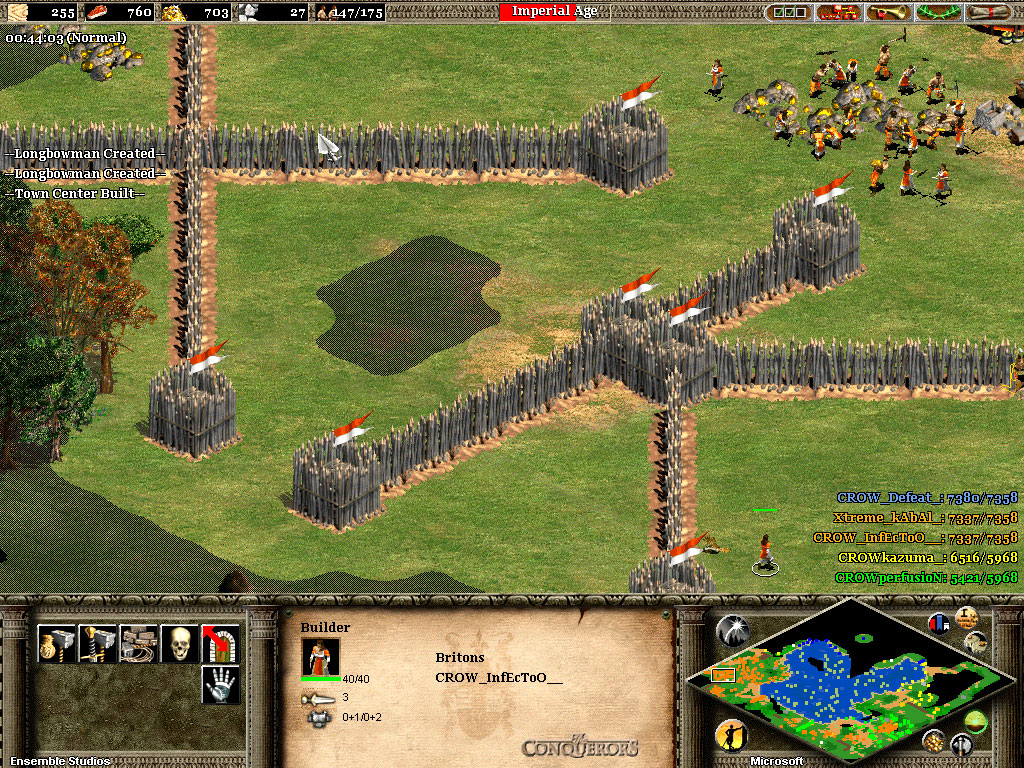 255 760 703 27 147/175 Imperial Age
00:44:03 (Normal)
--Longbowman Created--
--Longbowman Created--
--Town Center Built--
CROW_Defeat_: 7380/7358
Xtreme_kAbAl_: 7337/7358
CROW_InfEcToO__: 7337/7358
CROWkazuma_: 6516/5968
CROWperfusioN: 5421/5968
Builder
40/40
3
0+1/0+2
Britons
CROW_InfEcToO__
The CONQUERORS
Ensemble Studios
Microsoft